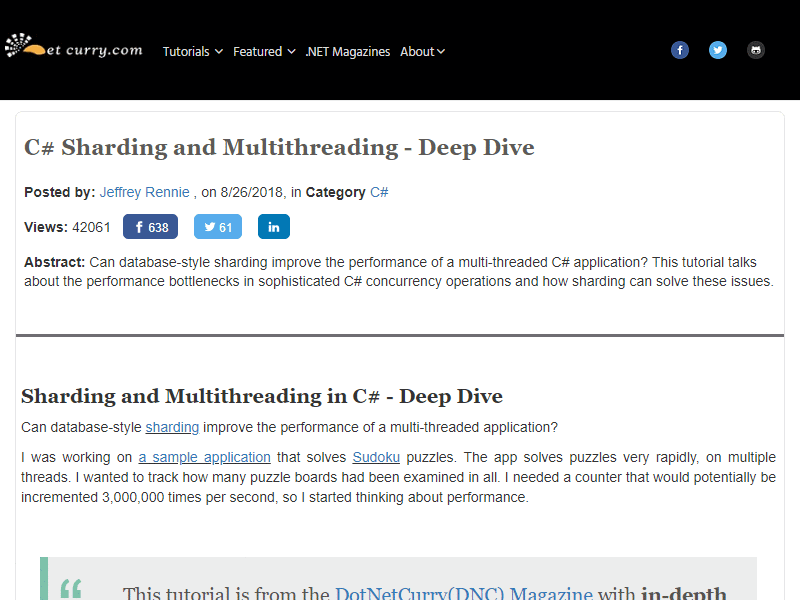 et curry.com
Tutorials Featured .NET Magazines About
C# Sharding and Multithreading - Deep Dive
Posted by: Jeffrey Rennie , on 8/26/2018, in Category C#
Views: 42061 f 638 61 in
Abstract: Can database-style sharding improve the performance of a multi-threaded C# application? This tutorial talks
about the performance bottlenecks in sophisticated C# concurrency operations and how sharding can solve these issues.
Sharding and Multithreading in C# - Deep Dive
Can database-style sharding improve the performance of a multi-threaded application?
I was working on a sample application that solves Sudoku puzzles. The app solves puzzles very rapidly, on multiple
threads. I wanted to track how many puzzle boards had been examined in all. I needed a counter that would potentially be
incremented 3,000,000 times per second, so I started thinking about performance.
“ This tutorial is from the DotNetCurry(DNC) Magazine with in-depth